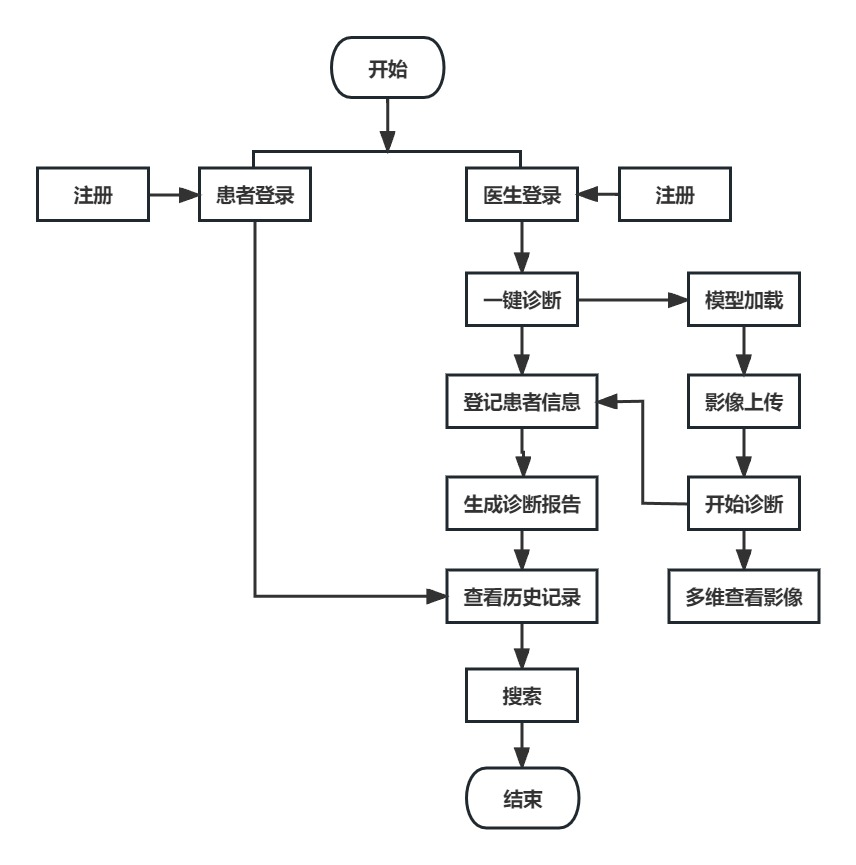 开始
注册
患者登录
医生登录
注册
一键诊断
模型加载
登记患者信息
影像上传
生成诊断报告
开始诊断
查看历史记录
多维查看影像
搜索
结束